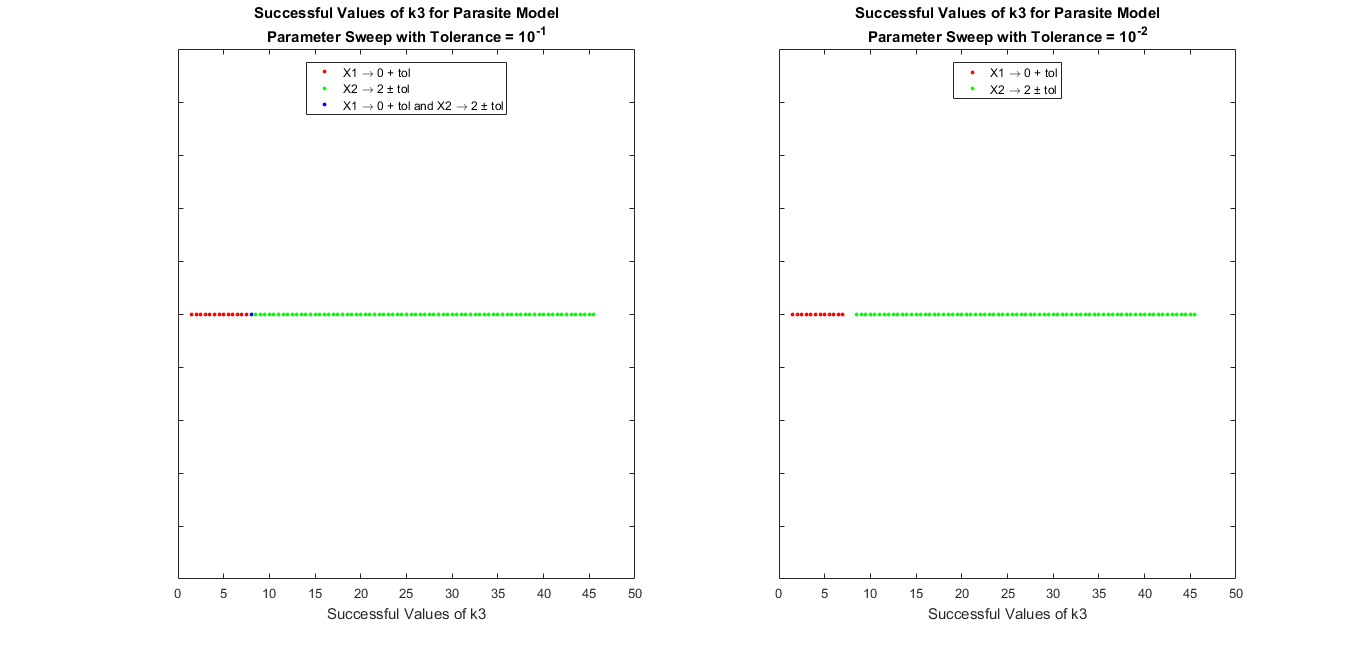 Successful Values of k3 for Parasite Model
Parameter Sweep with Tolerance = 10^-1
X1 → 0 + tol
X2 → 2 ± tol
X1 → 0 + tol and X2 → 2 ± tol
0 5 10 15 20 25 30 35 40 45 50
Successful Values of k3
Successful Values of k3 for Parasite Model
Parameter Sweep with Tolerance = 10^-2
X1 → 0 + tol
X2 → 2 ± tol
0 5 10 15 20 25 30 35 40 45 50
Successful Values of k3